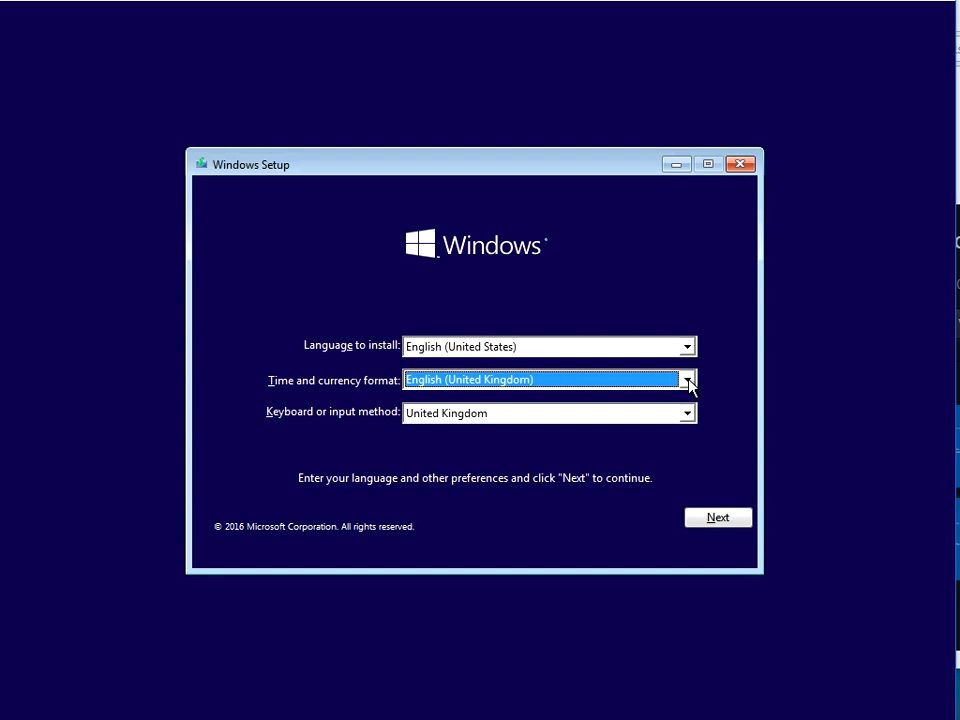 Windows Setup
Windows
Language to install: English (United States)
Time and currency format: English (United Kingdom)
Keyboard or input method: United Kingdom
Enter your language and other preferences and click "Next" to continue.
Next
© 2016 Microsoft Corporation. All rights reserved.